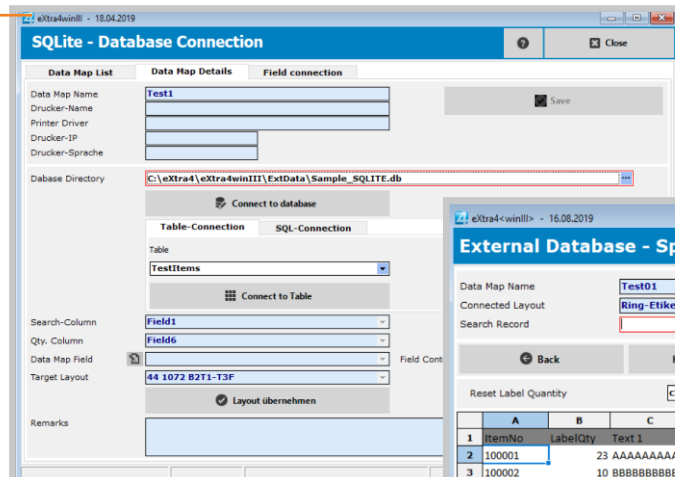 eXtra4winIII - 18.04.2019
SQLite - Database Connection
Close
Data Map List Data Map Details Field connection
Data Map Name Test1
Save
Drucker-Name
Printer Driver
Drucker-IP
Drucker-Sprache
Dabase Directory C:\eXtra4\eXtra4winIII\ExtData\Sample_SQLITE.db ...
Connect to database
Table-Connection SQL-Connection
Table
TestItems
Connect to Table
Search-Column Field1
Qty. Column Field6
Data Map Field Field Cont
Target Layout 44 1072 B2T1-T3F
Layout übernehmen
Remarks
eXtra4<winIII> - 16.08.2019
External Database - Sp
Data Map Name Test01
Connected Layout Ring-Etike
Search Record
Back
Reset Label Quantity
A B C
1 ItemNo LabelQty Text 1
2 100001 23 AAAAAAAAA
3 100002 10 BBBBBBBBB